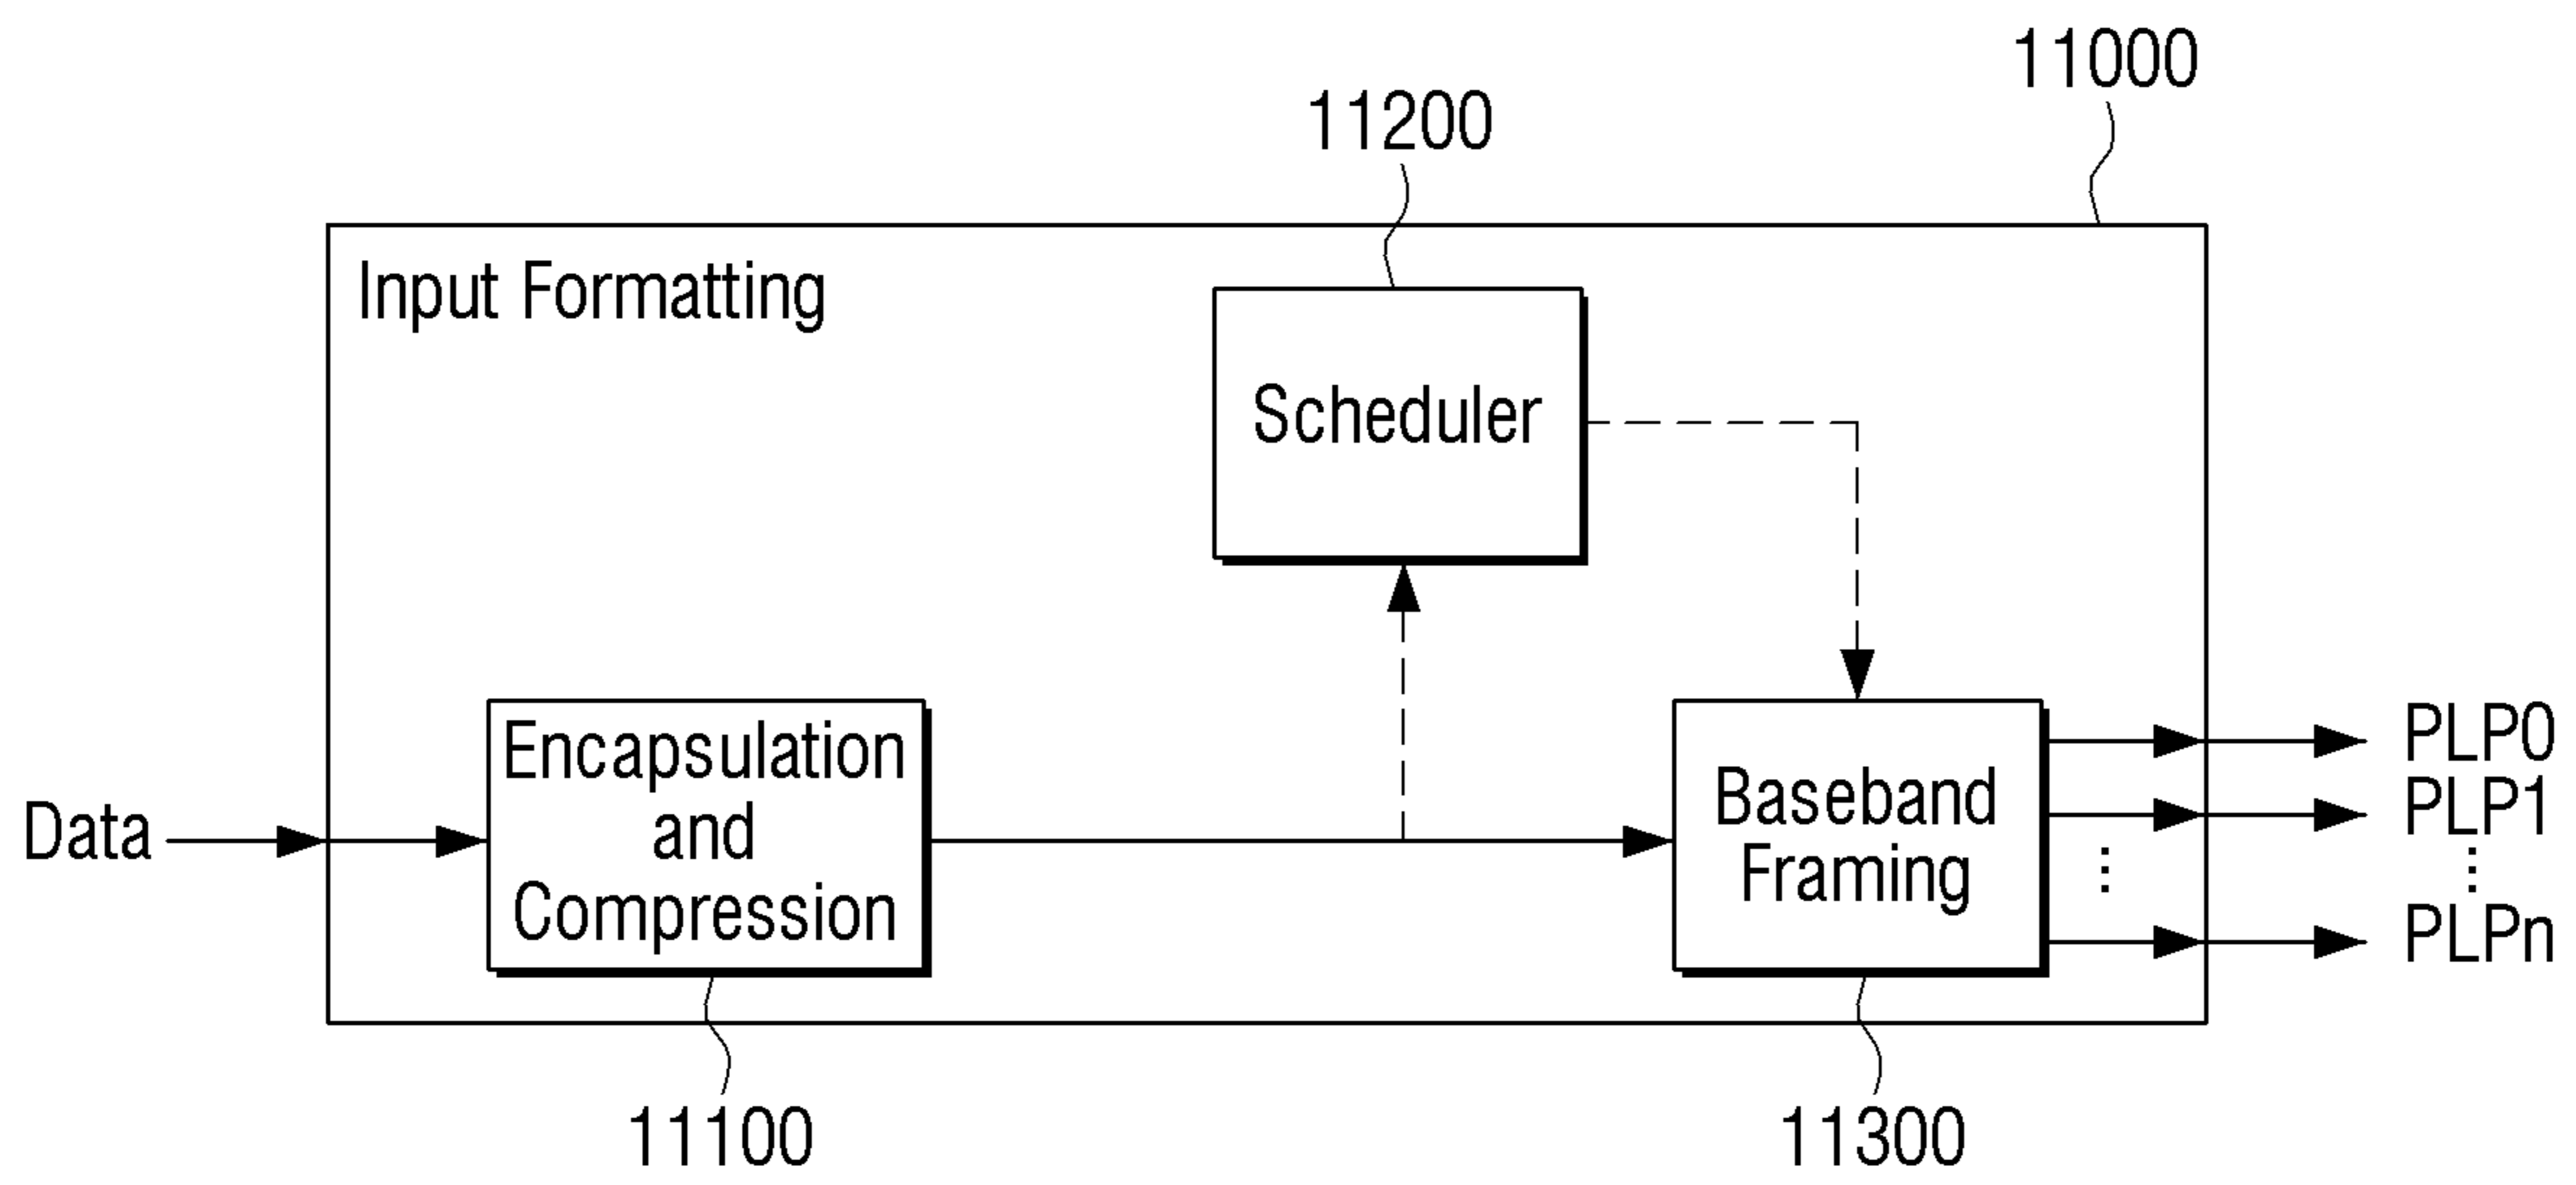 11000
11200
Input Formatting
Scheduler
Encapsulation
and
Compression
Data
Baseband
Framing
PLP0
PLP1
⋮
⋮
PLPn
11100
11300